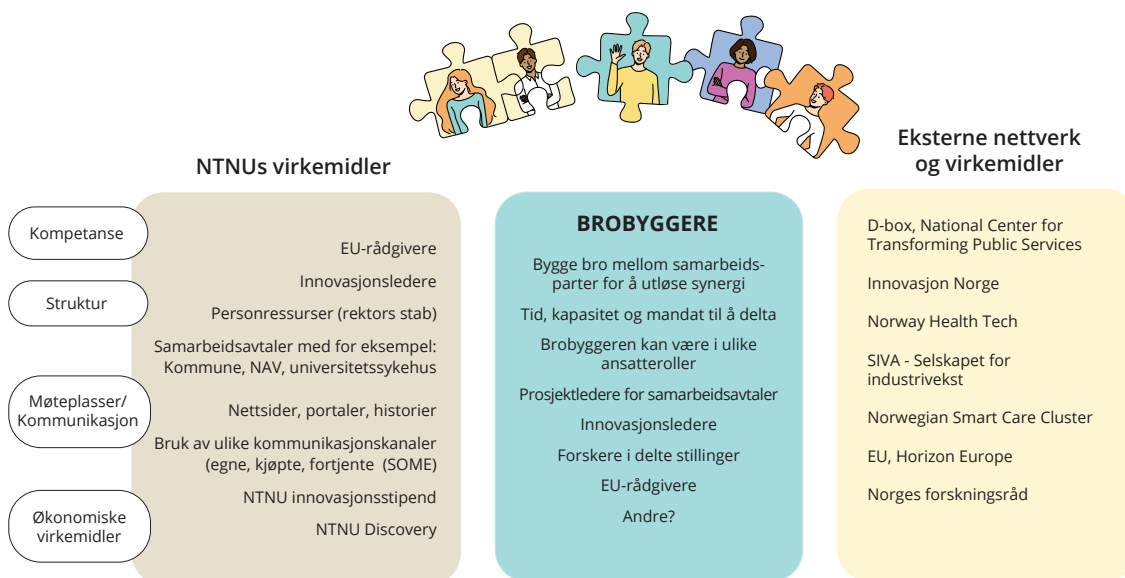 NTNUs virkemidler
Kompetanse
Struktur
Møteplasser/
Kommunikasjon
Økonomiske
virkemidler
EU-rådgivere
Innovasjonsledere
Personressurser (rektors stab)
Samarbeidsavtaler med for eksempel:
Kommune, NAV, universitetssykehus
Nettsider, portaler, historier
Bruk av ulike kommunikasjonskanaler
(egne, kjøpte, fortjente (SOME)
NTNU innovasjonsstipend
NTNU Discovery
BROBYGGERE
Bygge bro mellom samarbeids-
parter for å utløse synergi
Tid, kapasitet og mandat til å delta
Brobyggeren kan være i ulike
ansatteroller
Prosjektledere for samarbeidsavtaler
Innovasjonsledere
Forskere i delte stillinger
EU-rådgivere
Andre?
Eksterne nettverk
og virkemidler
D-box, National Center for
Transforming Public Services
Innovasjon Norge
Norway Health Tech
SIVA - Selskapet for
industrivekst
Norwegian Smart Care Cluster
EU, Horizon Europe
Norges forskningsråd